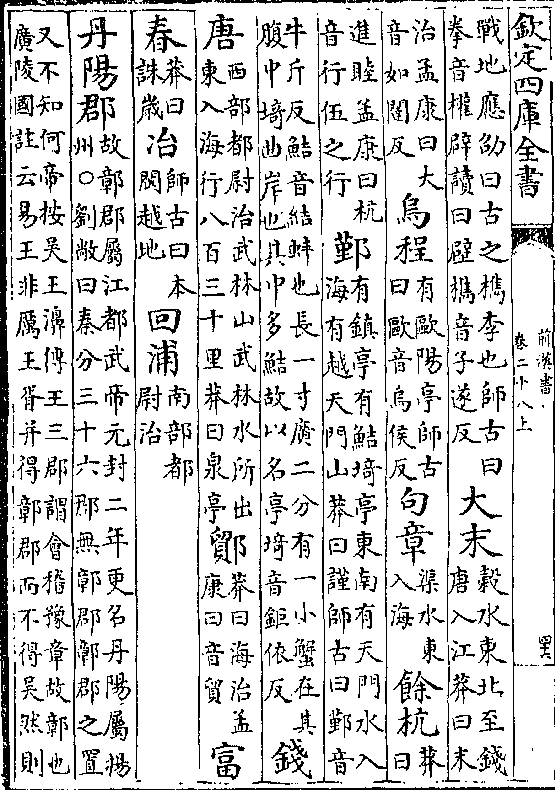 欽定四庫全書
前漢書
卷二十八上
戰地應劭曰古之檇李也師古曰
拳音權辟讀曰壁檇音子遂反
大末
榖水東北至錢
唐入江莽曰末
治孟康曰大
音如闥反
烏程
有歐陽亭師古
曰歐音烏侯反
句章
渠水東
入海
餘杭
莽
曰
進睦孟康曰杭
音行伍之行
鄞
有鎮亭有鮚埼亭東南有天門水入
海有越天門山莽曰謹師古曰鄞音
牛斤反鮚音結蚌也長一寸廣二分有一小蟹在其
腹中埼曲岸也其中多鮚故以名亭埼音鉅依反
錢
唐
西部都尉治武林山武林水所出
東入海行八百三十里莽曰泉亭
鄮
莽曰海治孟
康曰音貿
富
春
莽曰
誅歲
冶
師古曰本
閩越地
回浦
南部都
尉治
丹陽郡
故鄣郡屬江都武帝元封二年更名丹陽屬揚
州○劉敞曰秦分三十六郡無鄣郡鄣郡之置
又不知何帝按吳王濞傳王三郡謂會稽豫章故鄣也
廣陵國註云易王非厲王胥并得鄣郡而不得吳然則